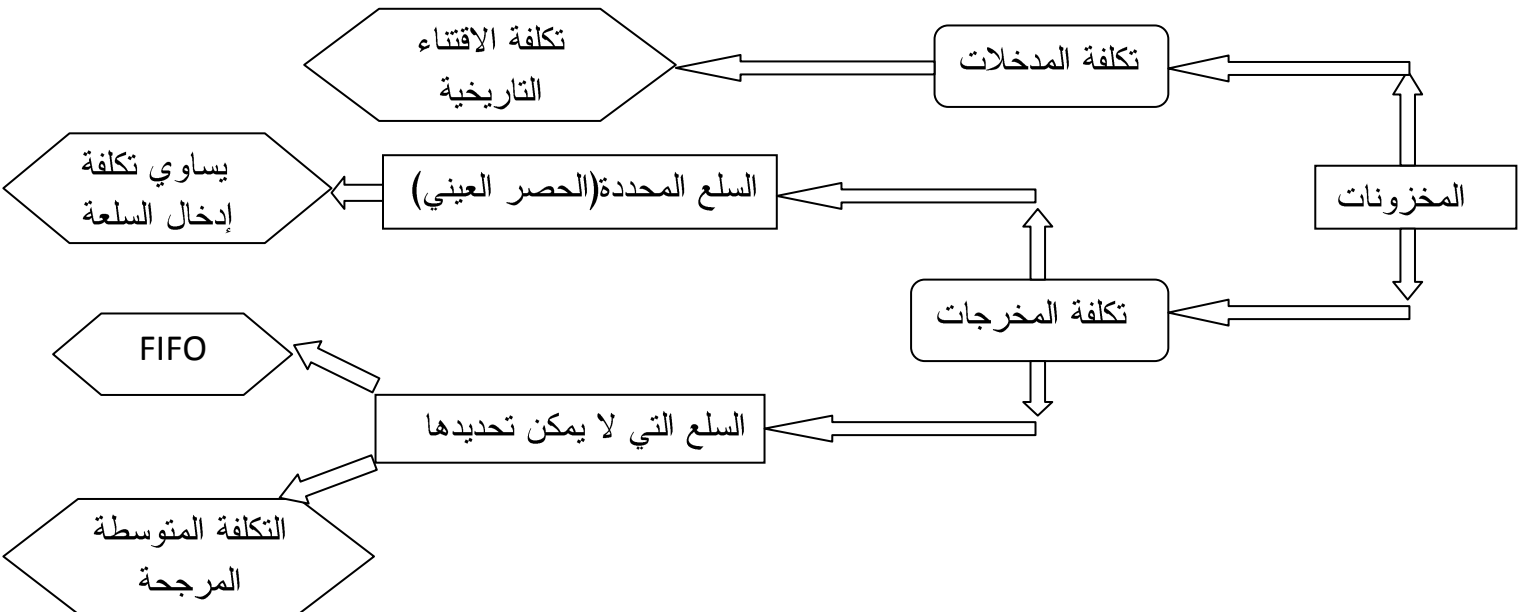 المخزونات
تكلفة المدخلات
تكلفة الاقتناء
التاريخية
تكلفة المخرجات
السلع المحددة(الحصر العيني)
يساوي تكلفة
إدخال السلعة
السلع التي لا يمكن تحديدها
FIFO
التكلفة المتوسطة
المرجحة